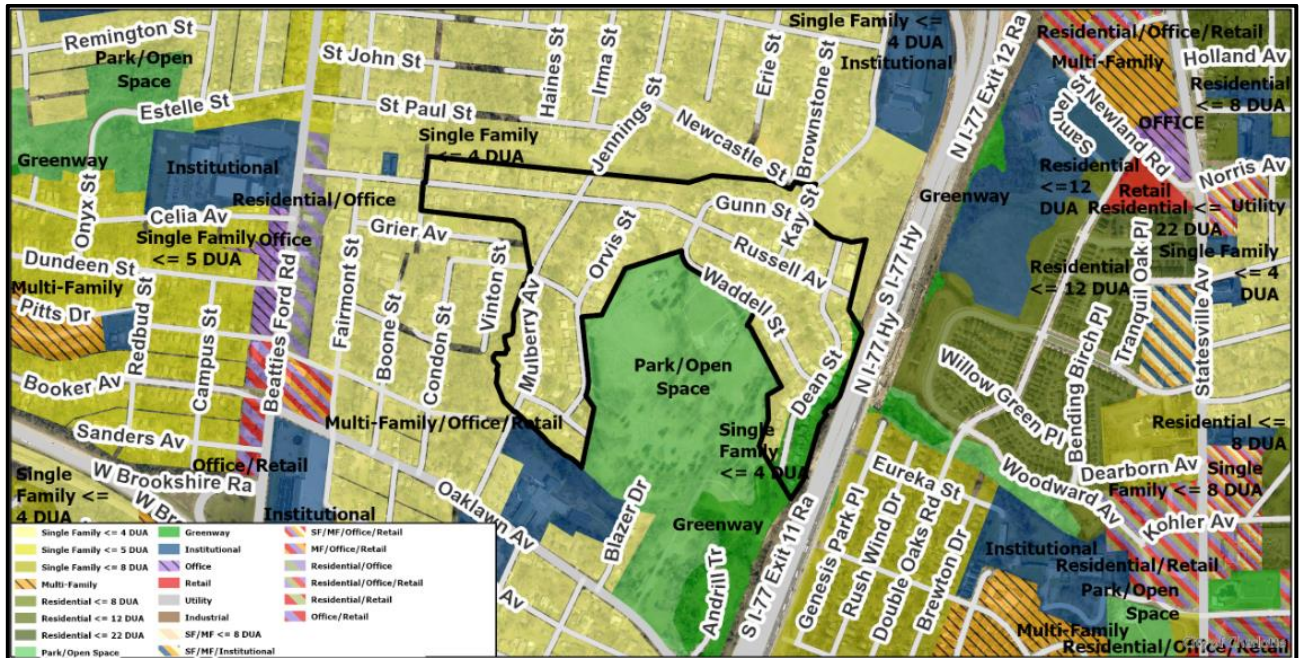 Remington St
Park/Open
Space
Estelle St
Greenway
Onyx St
Institutional
Celia Av
Single Family
<= 5 DUA
Dundeen St
Multi-Family
Pitts Dr
Redbud St
Campus St
Booker Av
Sanders Av
W Brookshire Ra
Single
Family <=
4 DUA
St John St
St Paul St
Haines St
Irma St
Jennings St
Erie St
Brownstone St
Newcastle St
Single Family
<= 4 DUA
Residential/Office
Office
Beatties Ford Rd
Grier Av
Fairmont St
Boone St
Condon St
Vinton St
Mulberry Av
Orvis St
Gunn St
Kay St
Russell Av
Waddell St
Dean St
Park/Open
Space
Multi-Family/Office/Retail
Office/Retail
Institutional
Oaklawn Av
Blazer Dr
Single
Family
<= 4 DUA
Greenway
Andrill Tr
S I-77 Exit 11 Ra
N I-77 Hy
S I-77 Hy
N I-77 Exit 12 Ra
Single Family <=
4 DUA
Institutional
Residential/Office/Retail
Multi-Family
Holland Av
Residential
<= 8 DUA
Samuel St
Newland Rd
OFFICE
Norris Av
Greenway
Residential
<=12
DUA
Retail
Residential <=
22 DUA
Utility
Single Family
<= 4
DUA
Residential
<= 12 DUA
Tranquil Oak Pl
Statesville Av
Bending Birch Pl
Willow Green Pl
Residential <=
8 DUA
Dearborn Av
Woodward Av
Single
Family <= 8 DUA
Kohler Av
Eureka St
Genesis Park Pl
Rush Wind Dr
Double Oaks Rd
Brewton Dr
Institutional
Residential/Retail
Park/Open
Space
Multi-Family
Residential/Office/Retail
Single Family <= 4 DUA
Single Family <= 5 DUA
Single Family <= 8 DUA
Multi-Family
Residential <= 8 DUA
Residential <= 12 DUA
Residential <= 22 DUA
Park/Open Space
Greenway
Institutional
Office
Retail
Utility
Industrial
SF/MF <= 8 DUA
SF/MF/Institutional
SF/MF/Office/Retail
MF/Office/Retail
Residential/Office
Residential/Office/Retail
Residential/Retail
Office/Retail